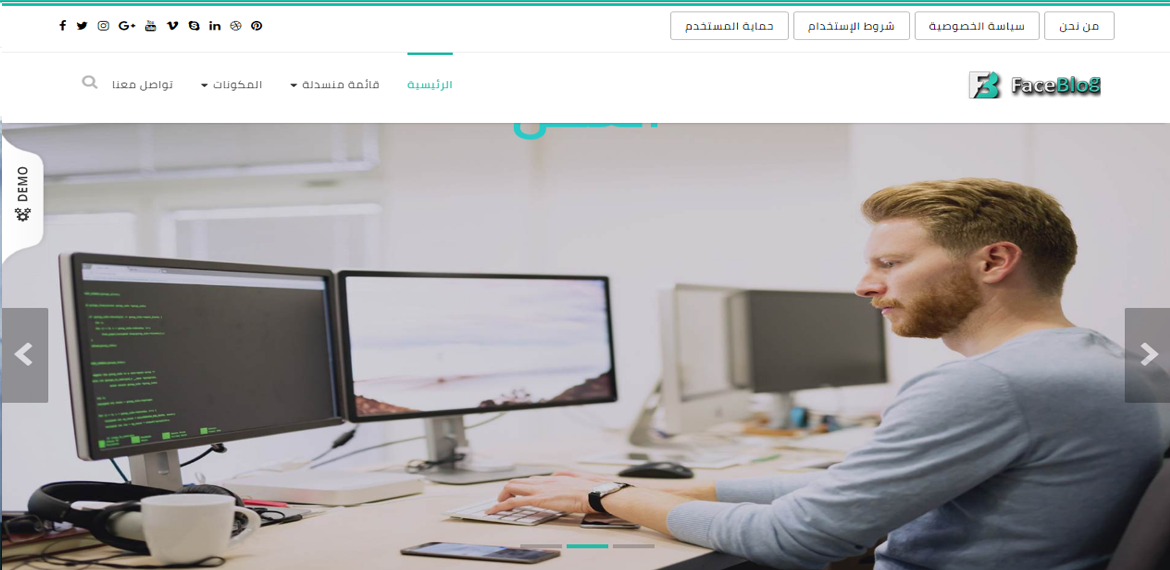 من نحن
سياسة الخصوصية
شروط الإستخدام
حماية المستخدم
FaceBlog
الرئيسية
قائمة منسدلة
المكونات
تواصل معنا
DEMO